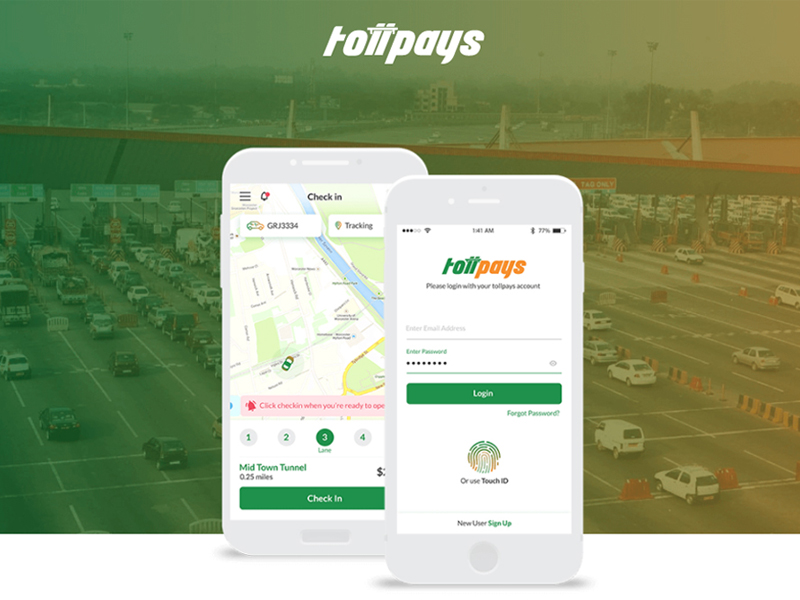 tollpays
TAG ONLY
Check in
GRJ3334
Tracking
Click checkin when you're ready to ope
1
2
3
4
Lane
Mid Town Tunnel
0.25 miles
Check In
1:41 AM
77%
tollpays
Please login with your tollpays account
Enter Email Address
Enter Password
Login
Forgot Password?
Or use Touch ID
New User Sign Up